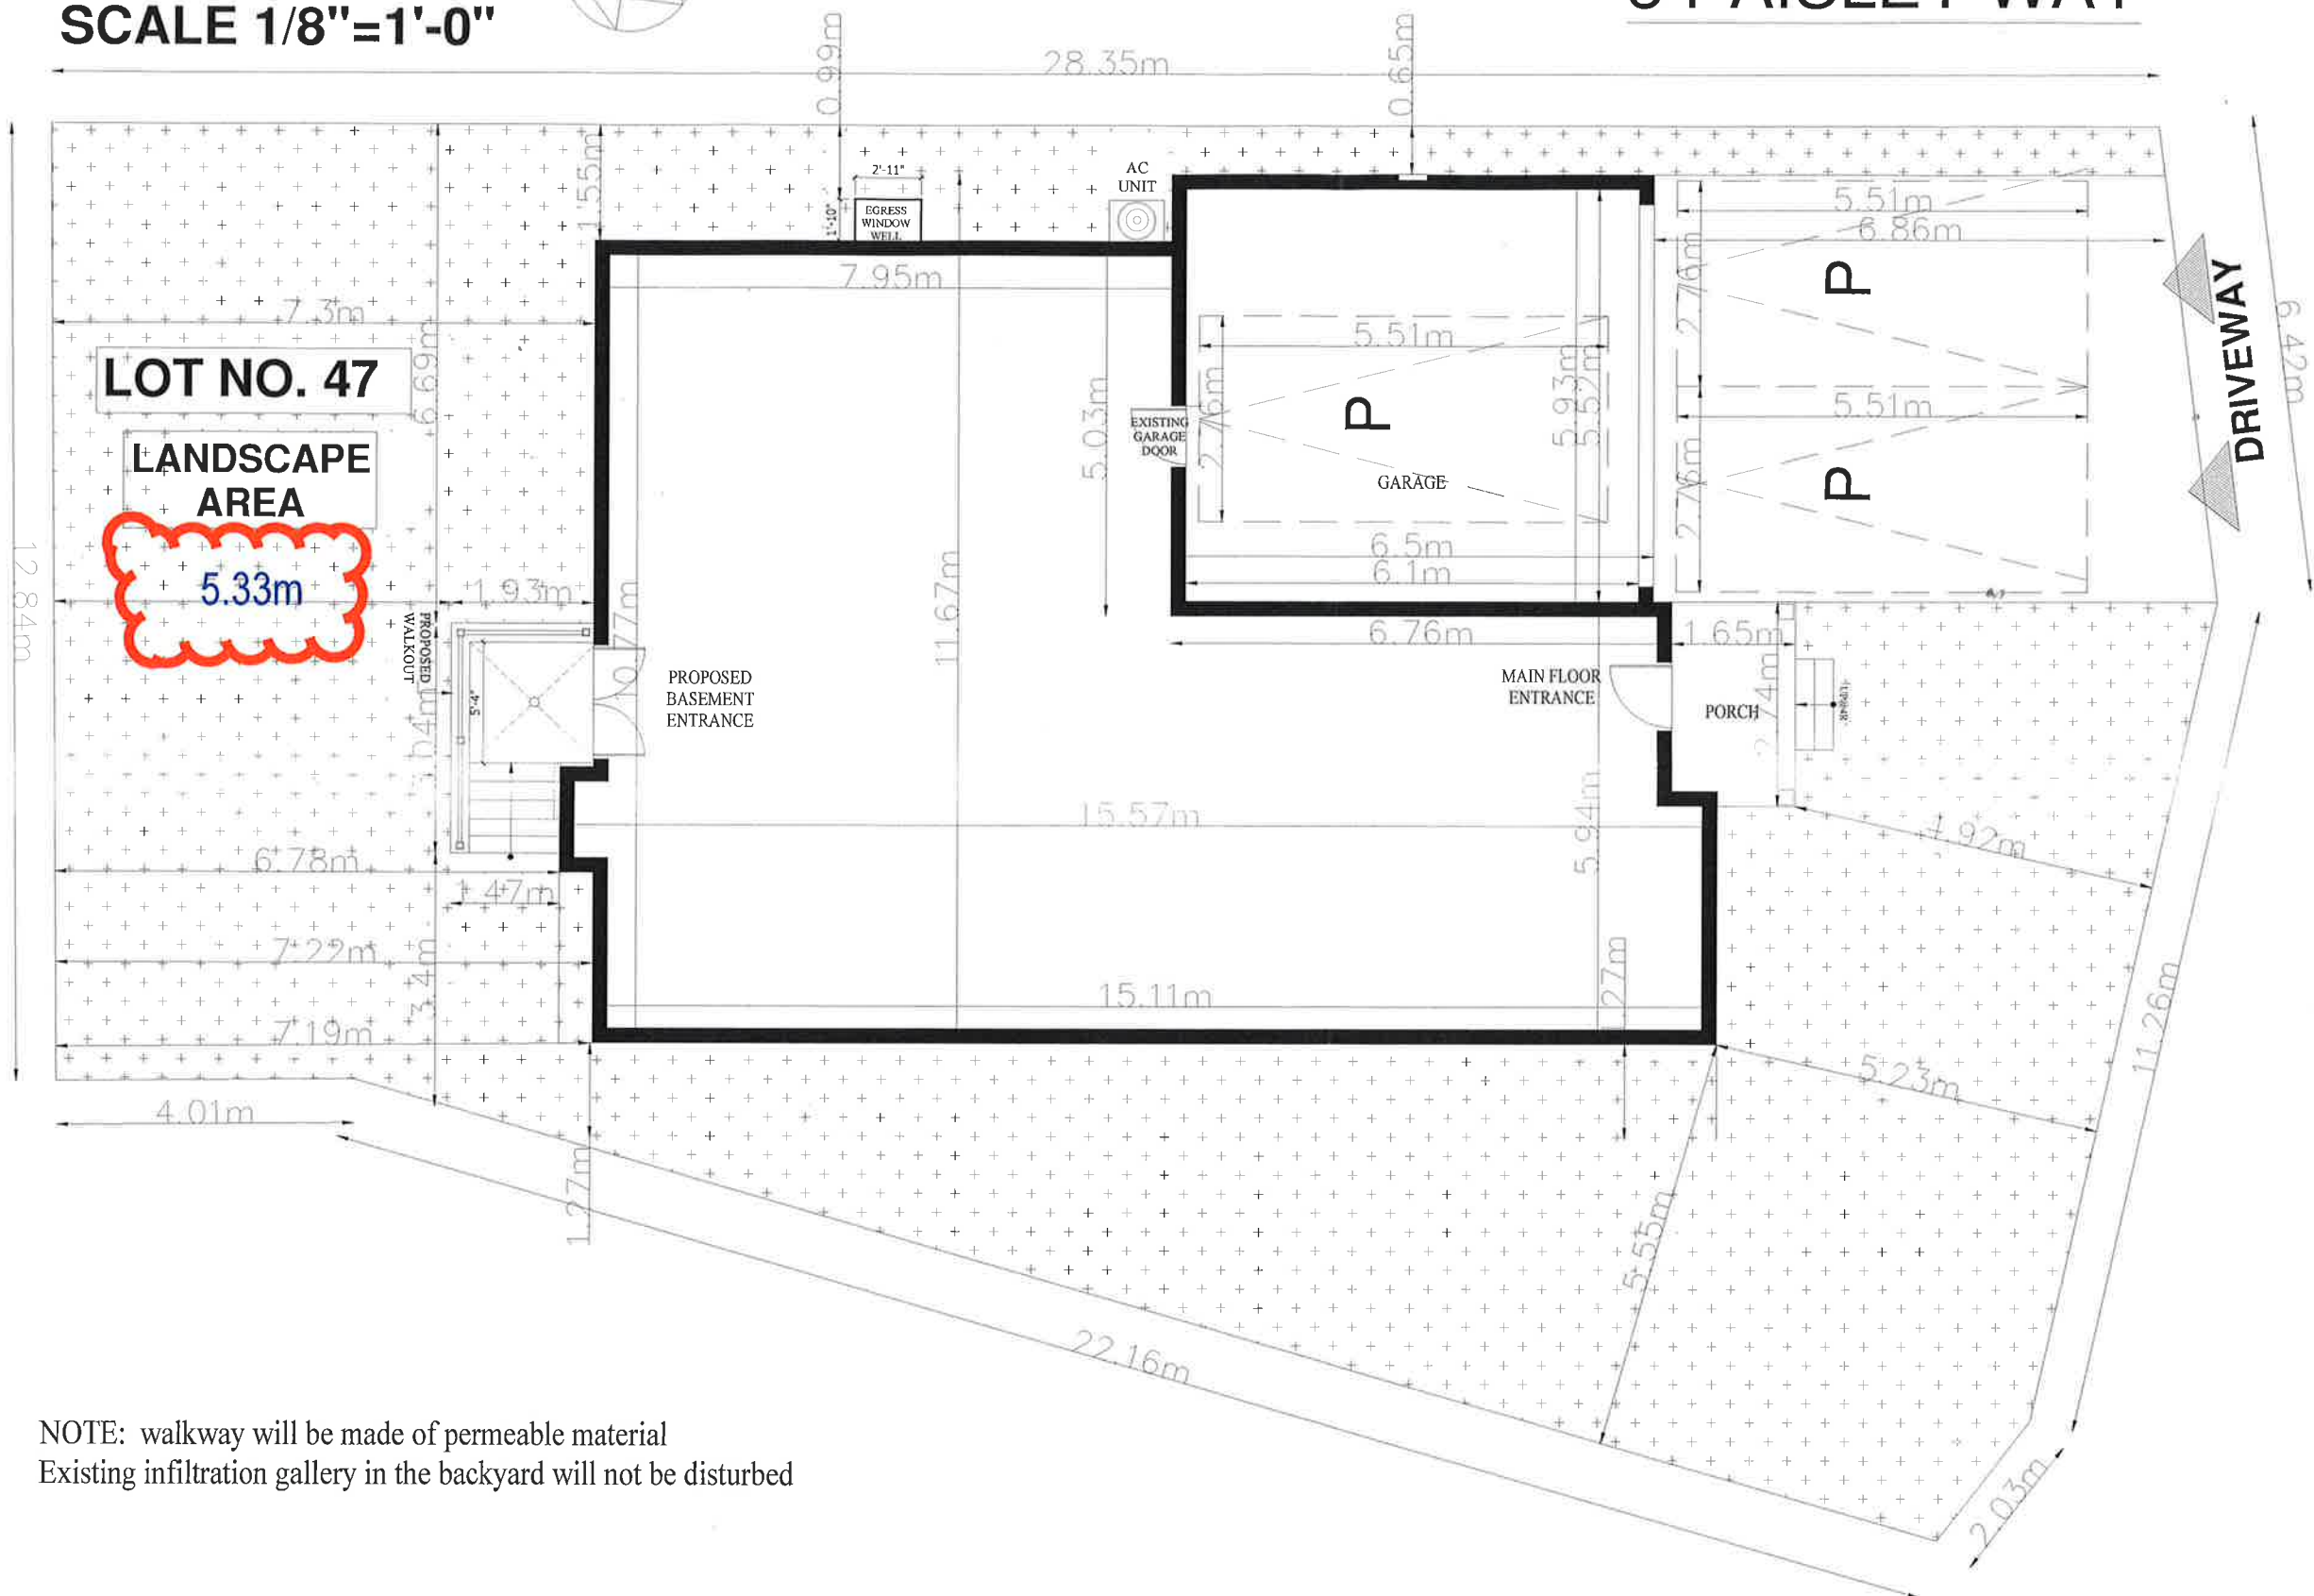 SCALE 1/8"=1'-0"
28.35m
0.99m
0.65m
1.55m
2'-11"
1'-10"
EGRESS
WINDOW
WELL
AC
UNIT
5.51m
6.86m
2.76m
P
7.95m
7.3m
LOT NO. 47
6.69m
LANDSCAPE
AREA
5.33m
12.84m
5.03m
EXISTING
GARAGE
DOOR
5.51m
2.76m
P
GARAGE
5.93m
5.52m
6.5m
6.1m
5.51m
2.76m
P
DRIVEWAY
6.42m
1.93m
PROPOSED
WALKOUT
5'-4"
PROPOSED
BASEMENT
ENTRANCE
11.67m
6.76m
1.65m
MAIN FLOOR
ENTRANCE
PORCH
15.57m
5.94m
4.92m
6.78m
1.47m
7.22m
3.4m
7.19m
15.11m
5.23m
11.26m
4.01m
1.27m
5.55m
22.16m
2.03m
NOTE: walkway will be made of permeable material
Existing infiltration gallery in the backyard will not be disturbed